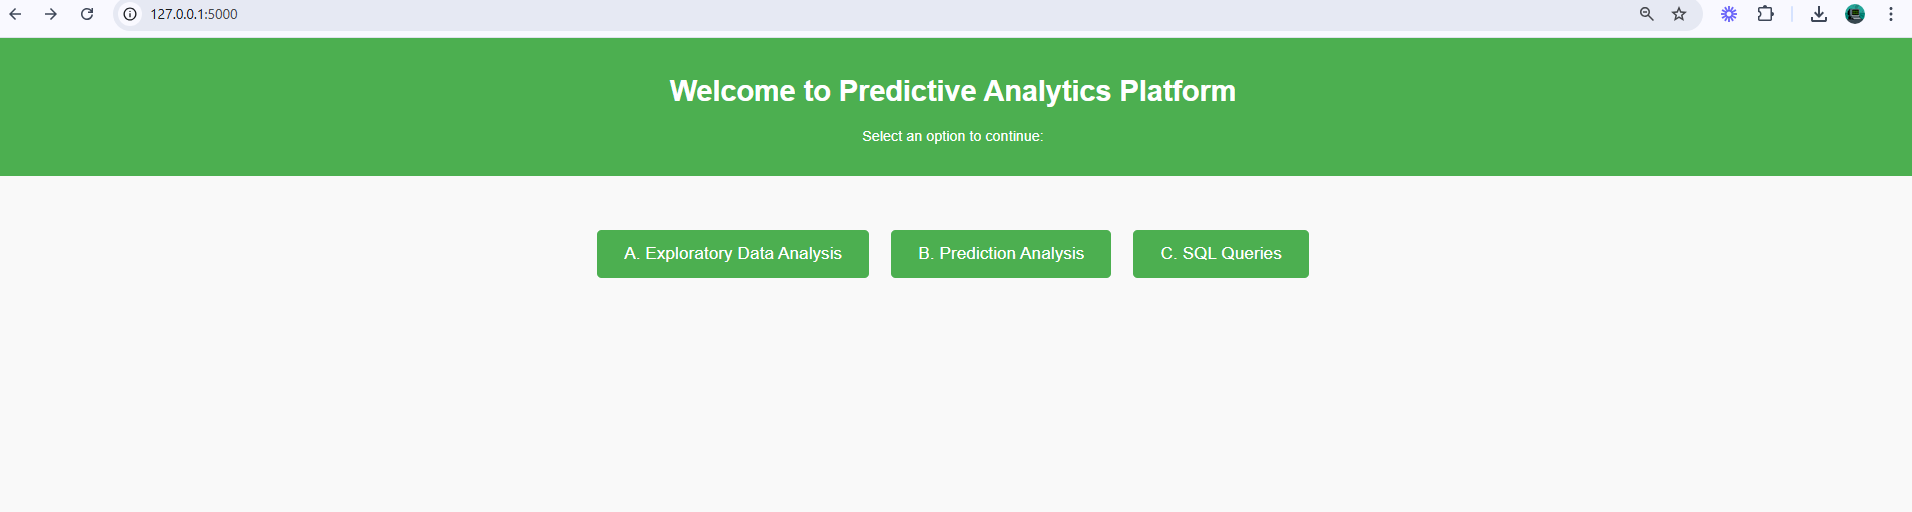 127.0.0.1:5000
Welcome to Predictive Analytics Platform
Select an option to continue:
A. Exploratory Data Analysis
B. Prediction Analysis
C. SQL Queries